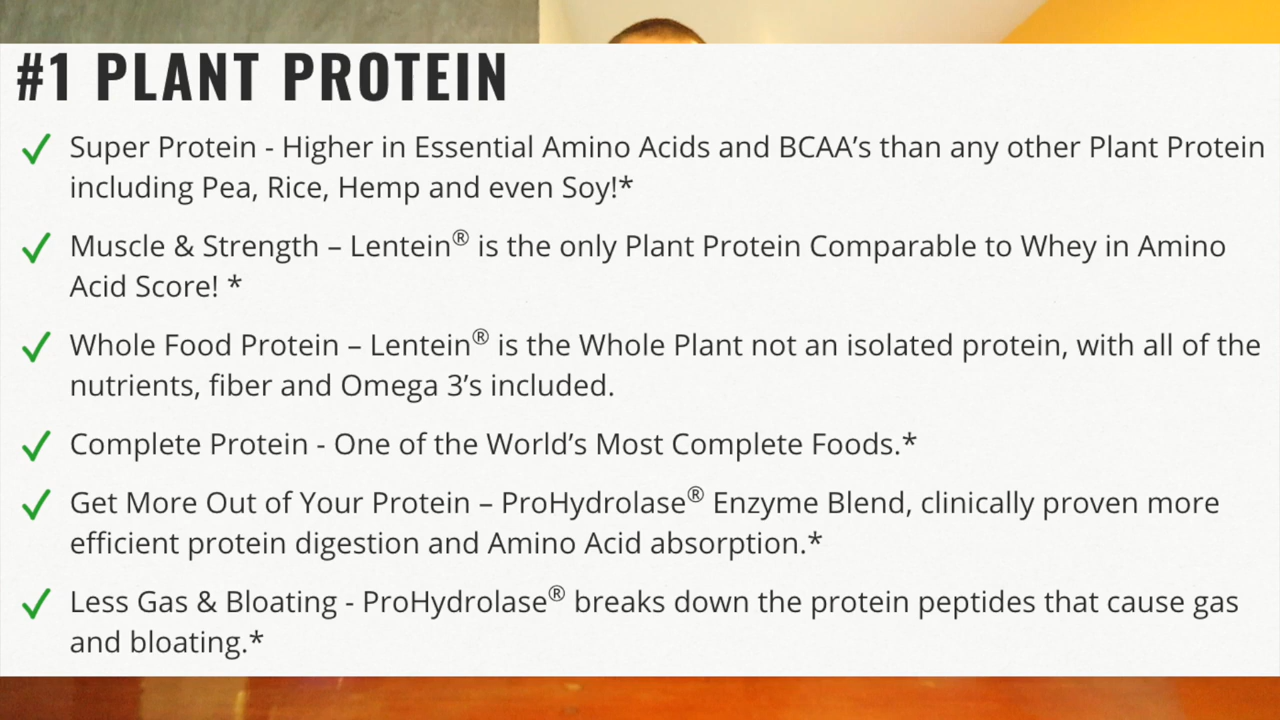 #1 PLANT PROTEIN
Super Protein - Higher in Essential Amino Acids and BCAA’s than any other Plant Protein
including Pea, Rice, Hemp and even Soy!*
Muscle & Strength – Lentein® is the only Plant Protein Comparable to Whey in Amino
Acid Score! *
Whole Food Protein – Lentein® is the Whole Plant not an isolated protein, with all of the
nutrients, fiber and Omega 3’s included.
Complete Protein - One of the World’s Most Complete Foods.*
Get More Out of Your Protein – ProHydrolase® Enzyme Blend, clinically proven more
efficient protein digestion and Amino Acid absorption.*
Less Gas & Bloating - ProHydrolase® breaks down the protein peptides that cause gas
and bloating.*